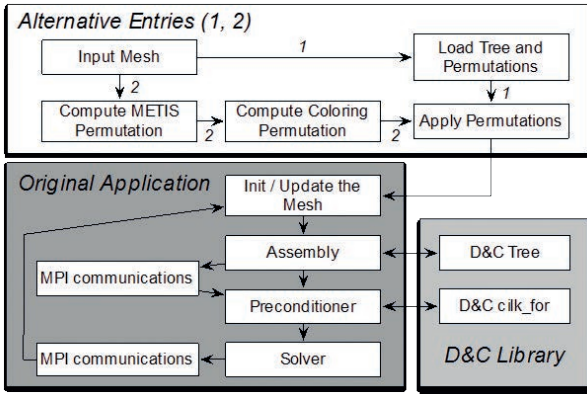 Alternative Entries (1, 2)
Input Mesh
1
Load Tree and
Permutations
2
1
Compute METIS
Permutation
2
Compute Coloring
Permutation
2
Apply Permutations
Original Application
Init / Update the
Mesh
Assembly
D&C Tree
MPI communications
Preconditioner
D&C cilk_for
MPI communications
Solver
D&C Library